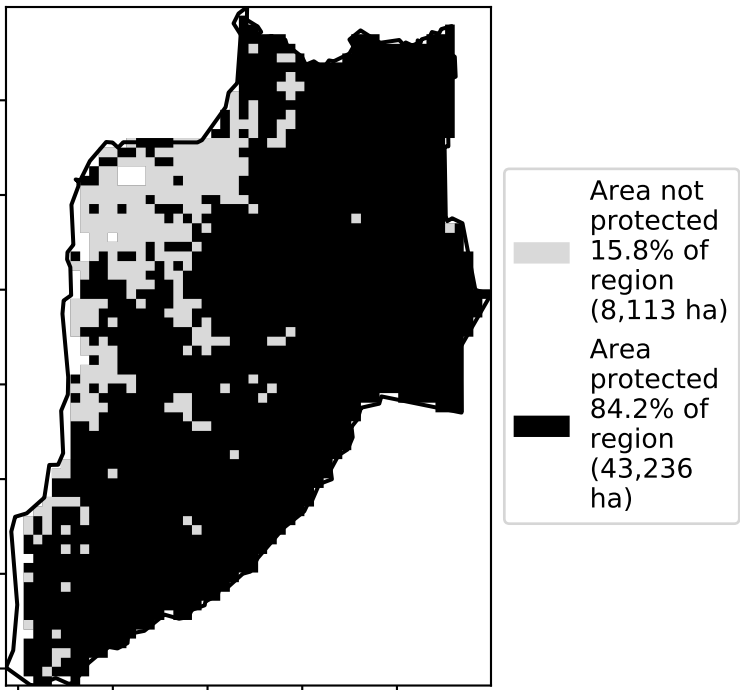 Area not
protected
15.8% of
region
(8,113 ha)
Area
protected
84.2% of
region
(43,236
ha)